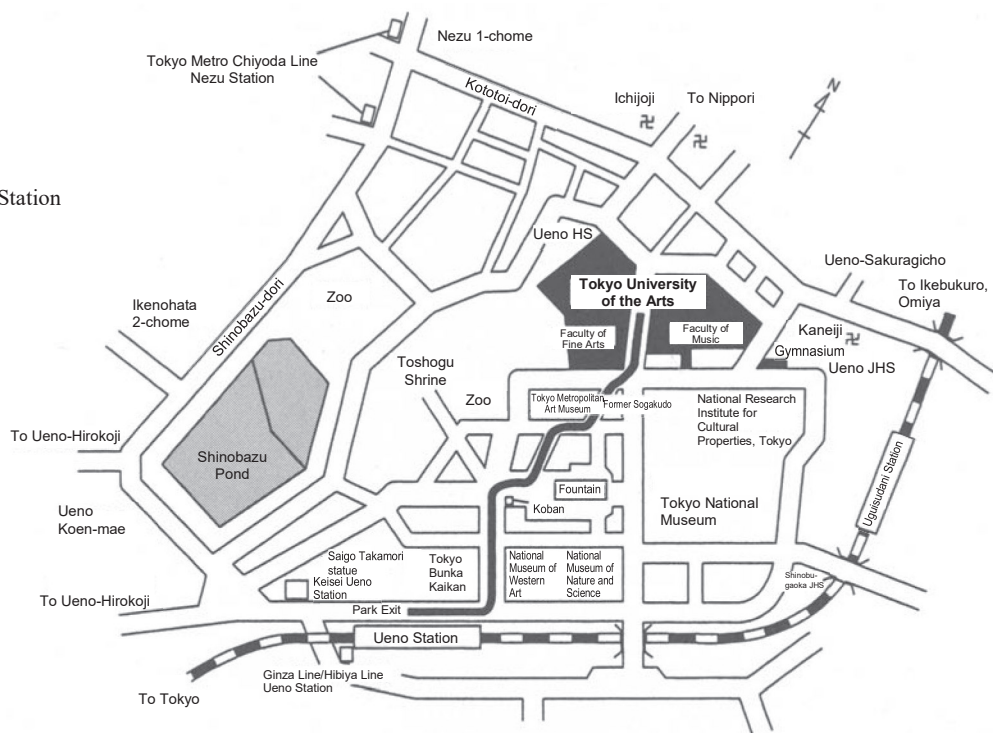 Nezu 1-chome
Tokyo Metro Chiyoda Line
Nezu Station
Kototoi-dori
Ichijoji
卍
To Nippori
卍
N
Station
Ueno HS
Ueno-Sakuragicho
To Ikebukuro,
Omiya
Tokyo University
of the Arts
Zoo
Ikenohata
2-chome
Shinobazu-dori
Faculty of
Fine Arts
Faculty of
Music
Kaneiji
卍
Gymnasium
Ueno JHS
Toshogu
Shrine
Zoo
Tokyo Metropolitan
Art Museum
Former Sogakudo
National Research
Institute for
Cultural
Properties, Tokyo
To Ueno-Hirokoji
Shinobazu
Pond
Uguisudani Station
Fountain
Koban
Tokyo National
Museum
Ueno
Koen-mae
Saigo Takamori
statue
Keisei Ueno
Station
Tokyo
Bunka
Kaikan
National
Museum of
Western
Art
National
Museum of
Nature and
Science
Shinobu-
gaoka JHS
To Ueno-Hirokoji
Park Exit
Ueno Station
Ginza Line/Hibiya Line
Ueno Station
To Tokyo